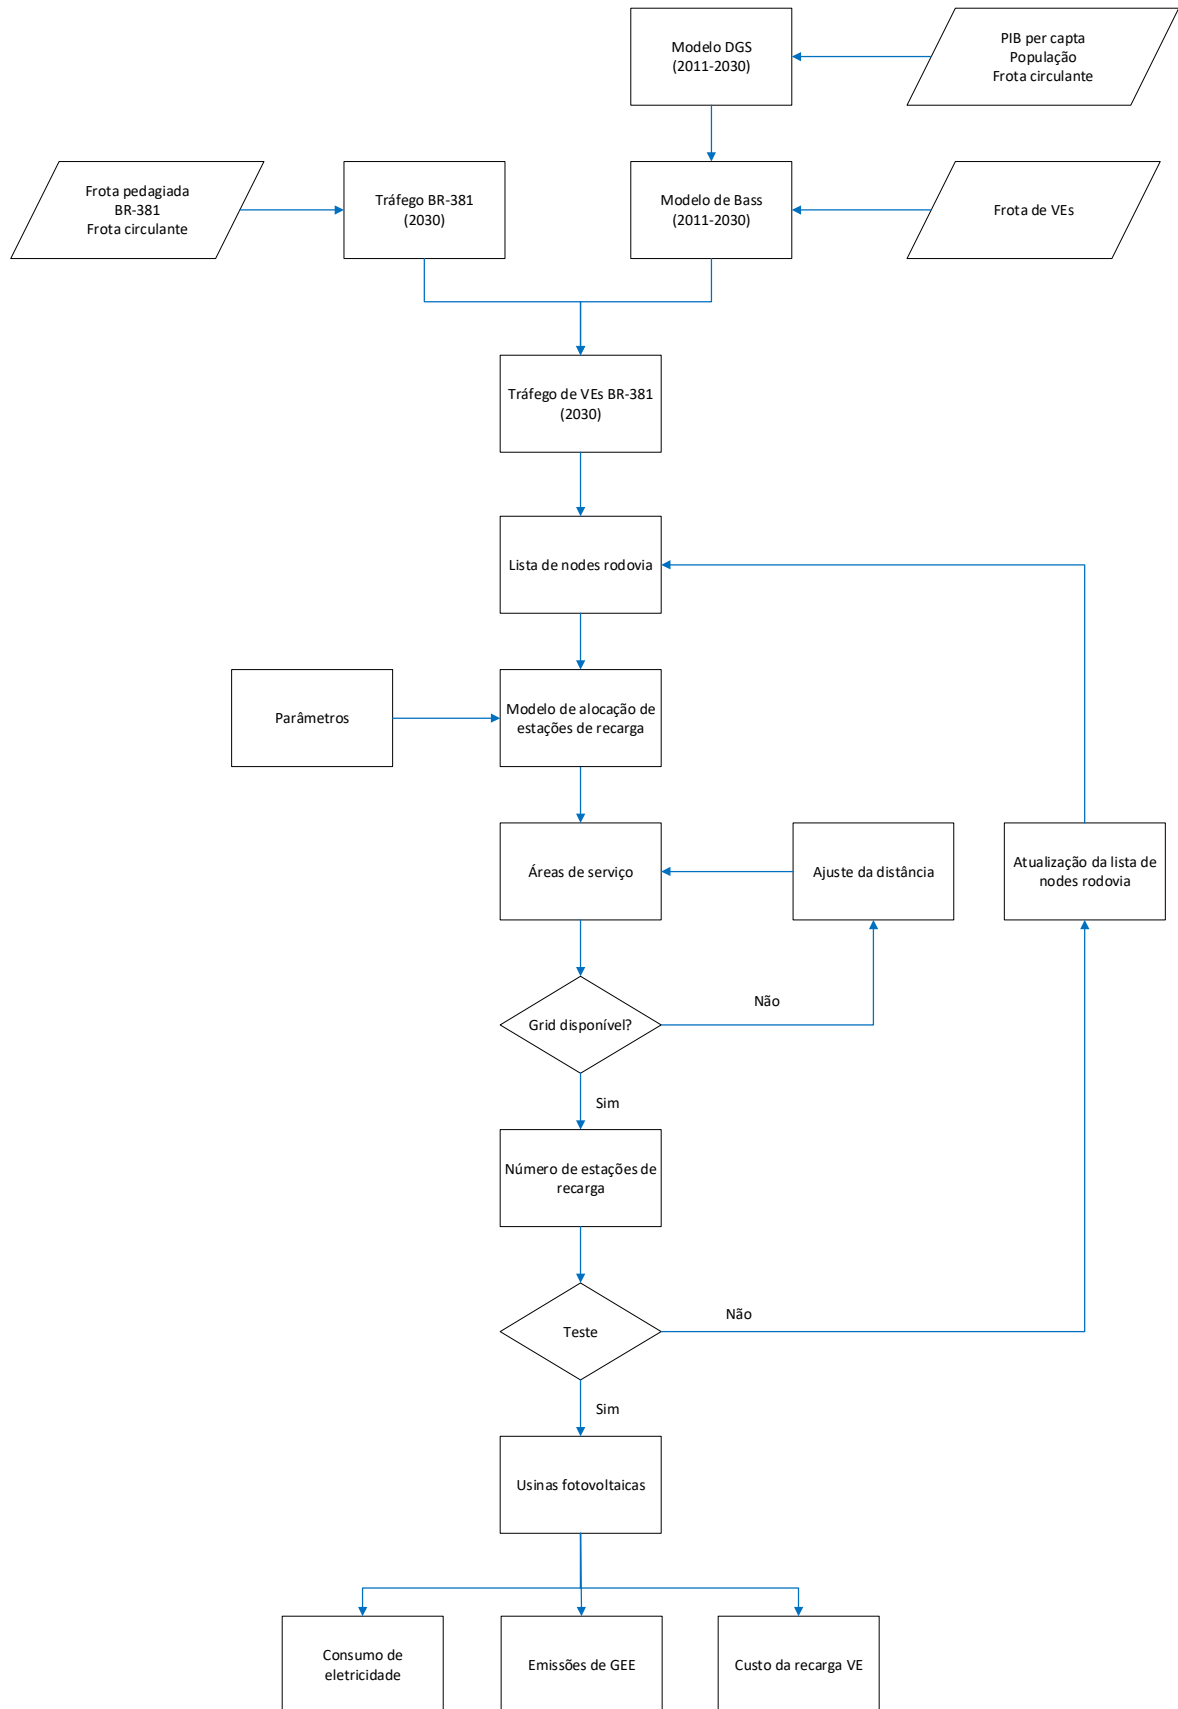 Modelo DGS
(2011-2030)
PIB per capta
População
Frota circulante
Frota pedagiada
BR-381
Frota circulante
Tráfego BR-381
(2030)
Modelo de Bass
(2011-2030)
Frota de VEs
Tráfego de VEs BR-381
(2030)
Lista de nodes rodovia
Parâmetros
Modelo de alocação de
estações de recarga
Áreas de serviço
Ajuste da distância
Atualização da lista de
nodes rodovia
Grid disponível?
Não
Sim
Número de estações de
recarga
Teste
Não
Sim
Usinas fotovoltaicas
Consumo de
eletricidade
Emissões de GEE
Custo da recarga VE